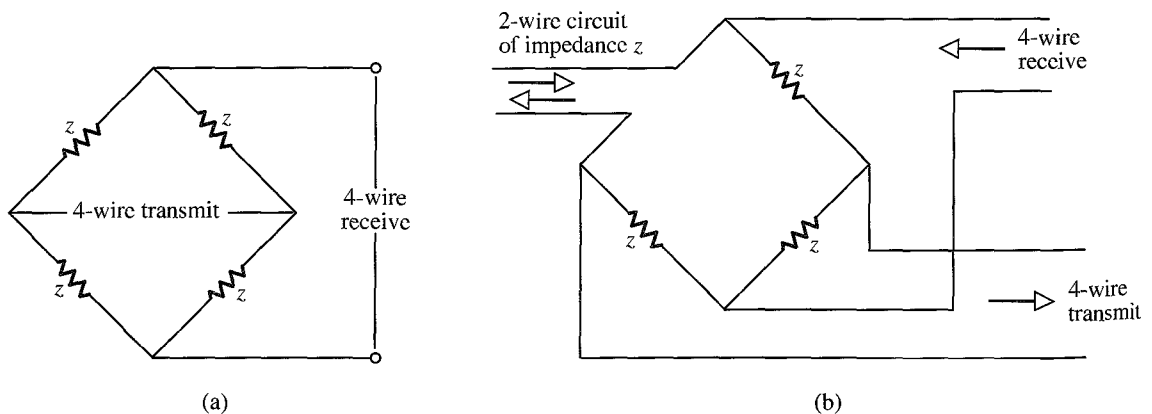 z
z
4-wire transmit
4-wire
receive
z
z
(a)
2-wire circuit
of impedance z
z
4-wire
receive
z
z
4-wire
transmit
(b)